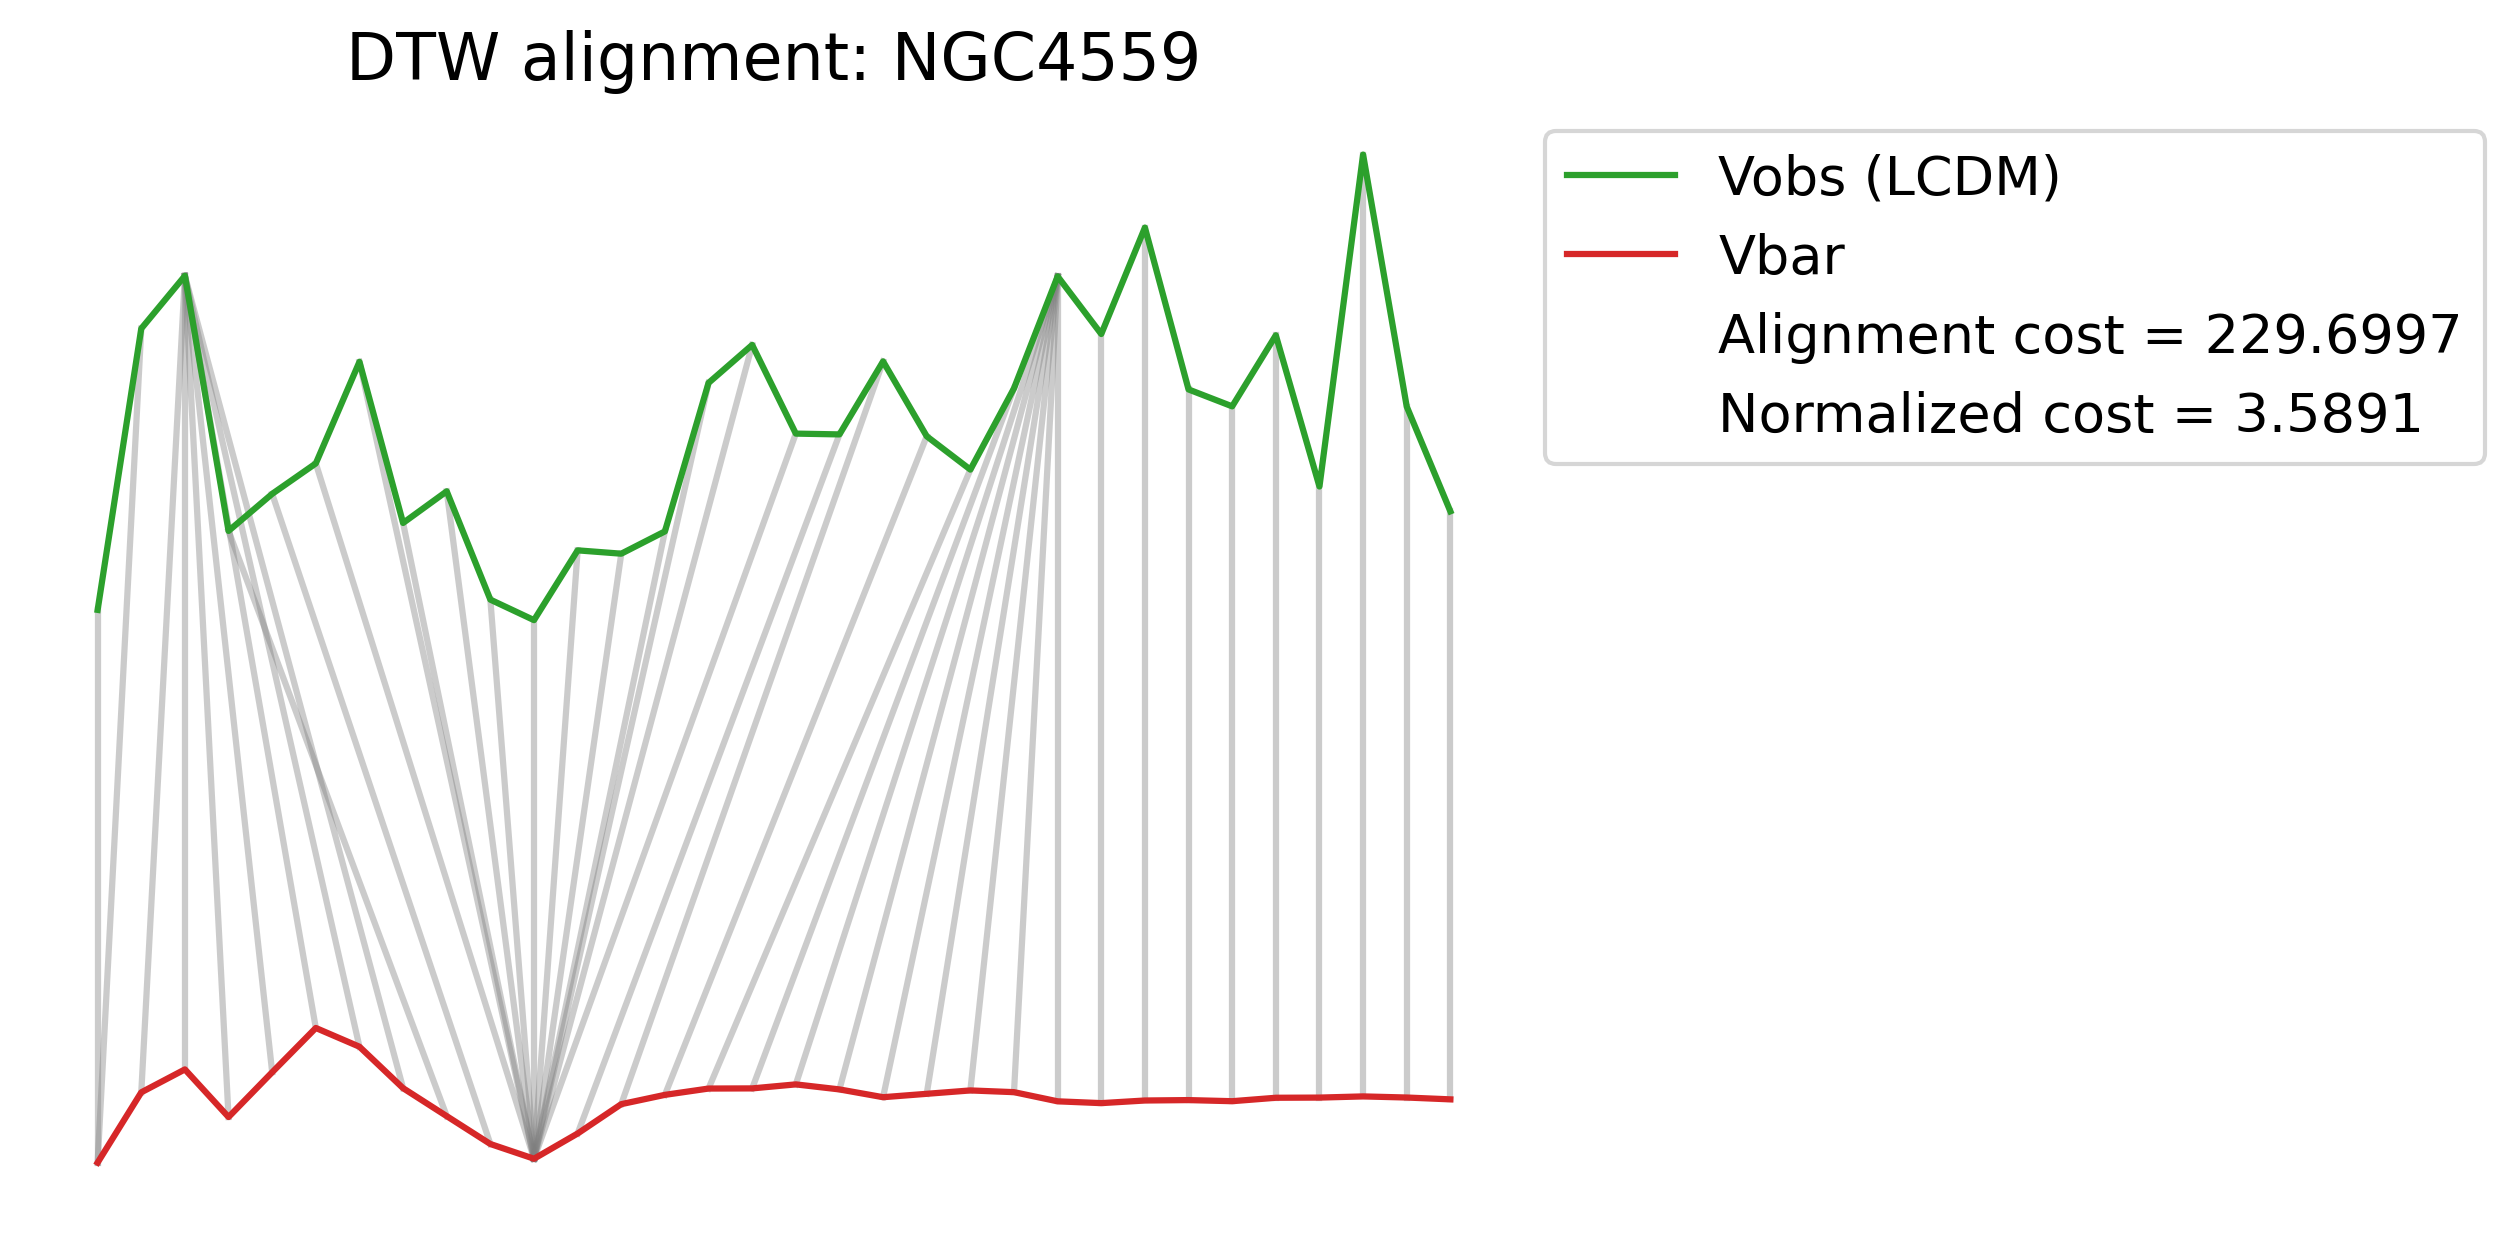 DTW alignment: NGC4559
Vobs (LCDM)
Vbar
Alignment cost = 229.6997
Normalized cost = 3.5891